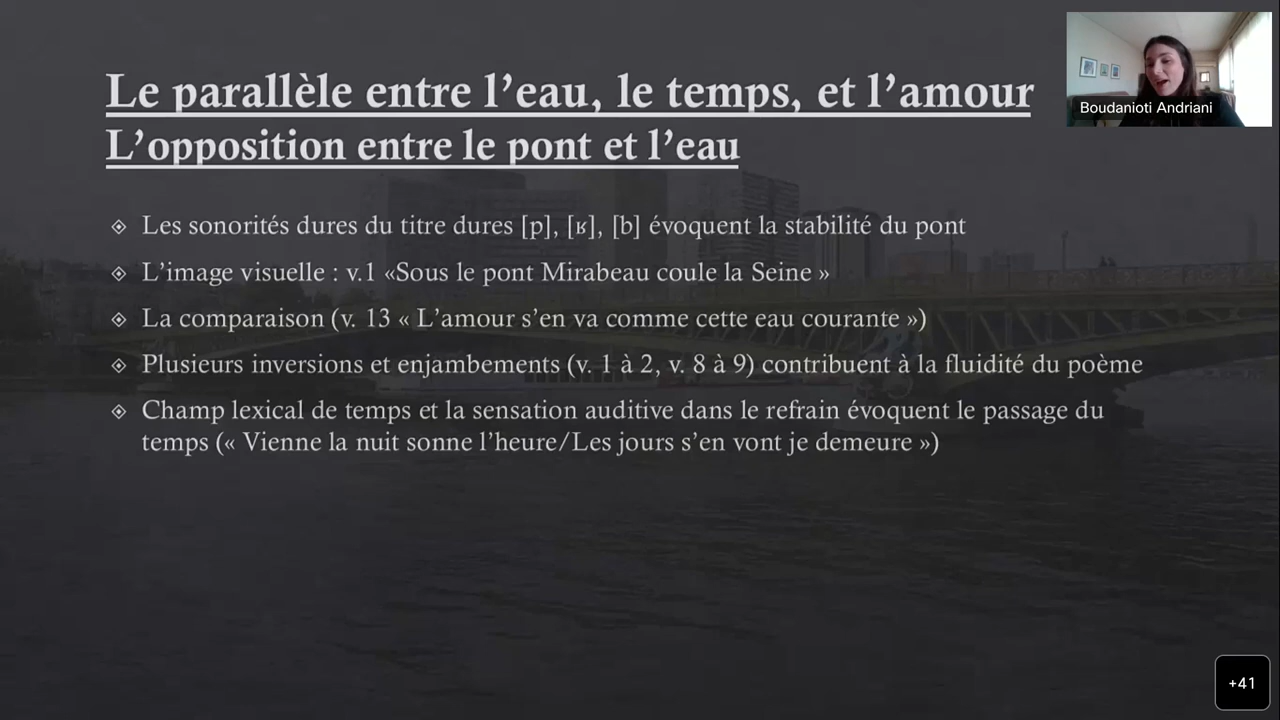 Le parallèle entre l’eau, le temps, et l’amour
L’opposition entre le pont et l’eau
Boudanioti Andriani
Les sonorités dures du titre dures [p], [ʁ], [b] évoquent la stabilité du pont
L’image visuelle : v.1 «Sous le pont Mirabeau coule la Seine »
La comparaison (v. 13 « L’amour s’en va comme cette eau courante »)
Plusieurs inversions et enjambements (v. 1 à 2, v. 8 à 9) contribuent à la fluidité du poème
Champ lexical de temps et la sensation auditive dans le refrain évoquent le passage du
temps (« Vienne la nuit sonne l’heure/Les jours s’en vont je demeure »)
+41